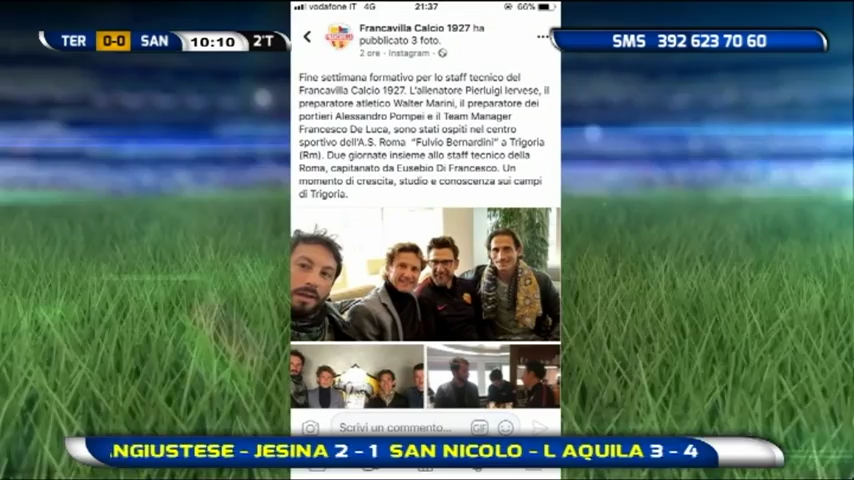 vodafone IT 4G 21:37 66%
TER 0-0 SAN 10:10 2'T
SMS 392 623 70 60
Francavilla Calcio 1927 ha
pubblicato 3 foto.
2 ore · Instagram ·
Fine settimana formativo per lo staff tecnico del
Francavilla Calcio 1927. L'allenatore Pierluigi Iervese, il
preparatore atletico Walter Marini, il preparatore dei
portieri Alessandro Pompei e il Team Manager
Francesco De Luca, sono stati ospiti nel centro
sportivo dell'A.S. Roma "Fulvio Bernardini" a Trigoria
(Rm). Due giornate insieme allo staff tecnico della
Roma, capitanato da Eusebio Di Francesco. Un
momento di crescita, studio e conoscenza sui campi
di Trigoria.
Scrivi un commento... GIF
NGIUSTESE - JESINA 2 - 1 SAN NICOLO - L AQUILA 3 - 4